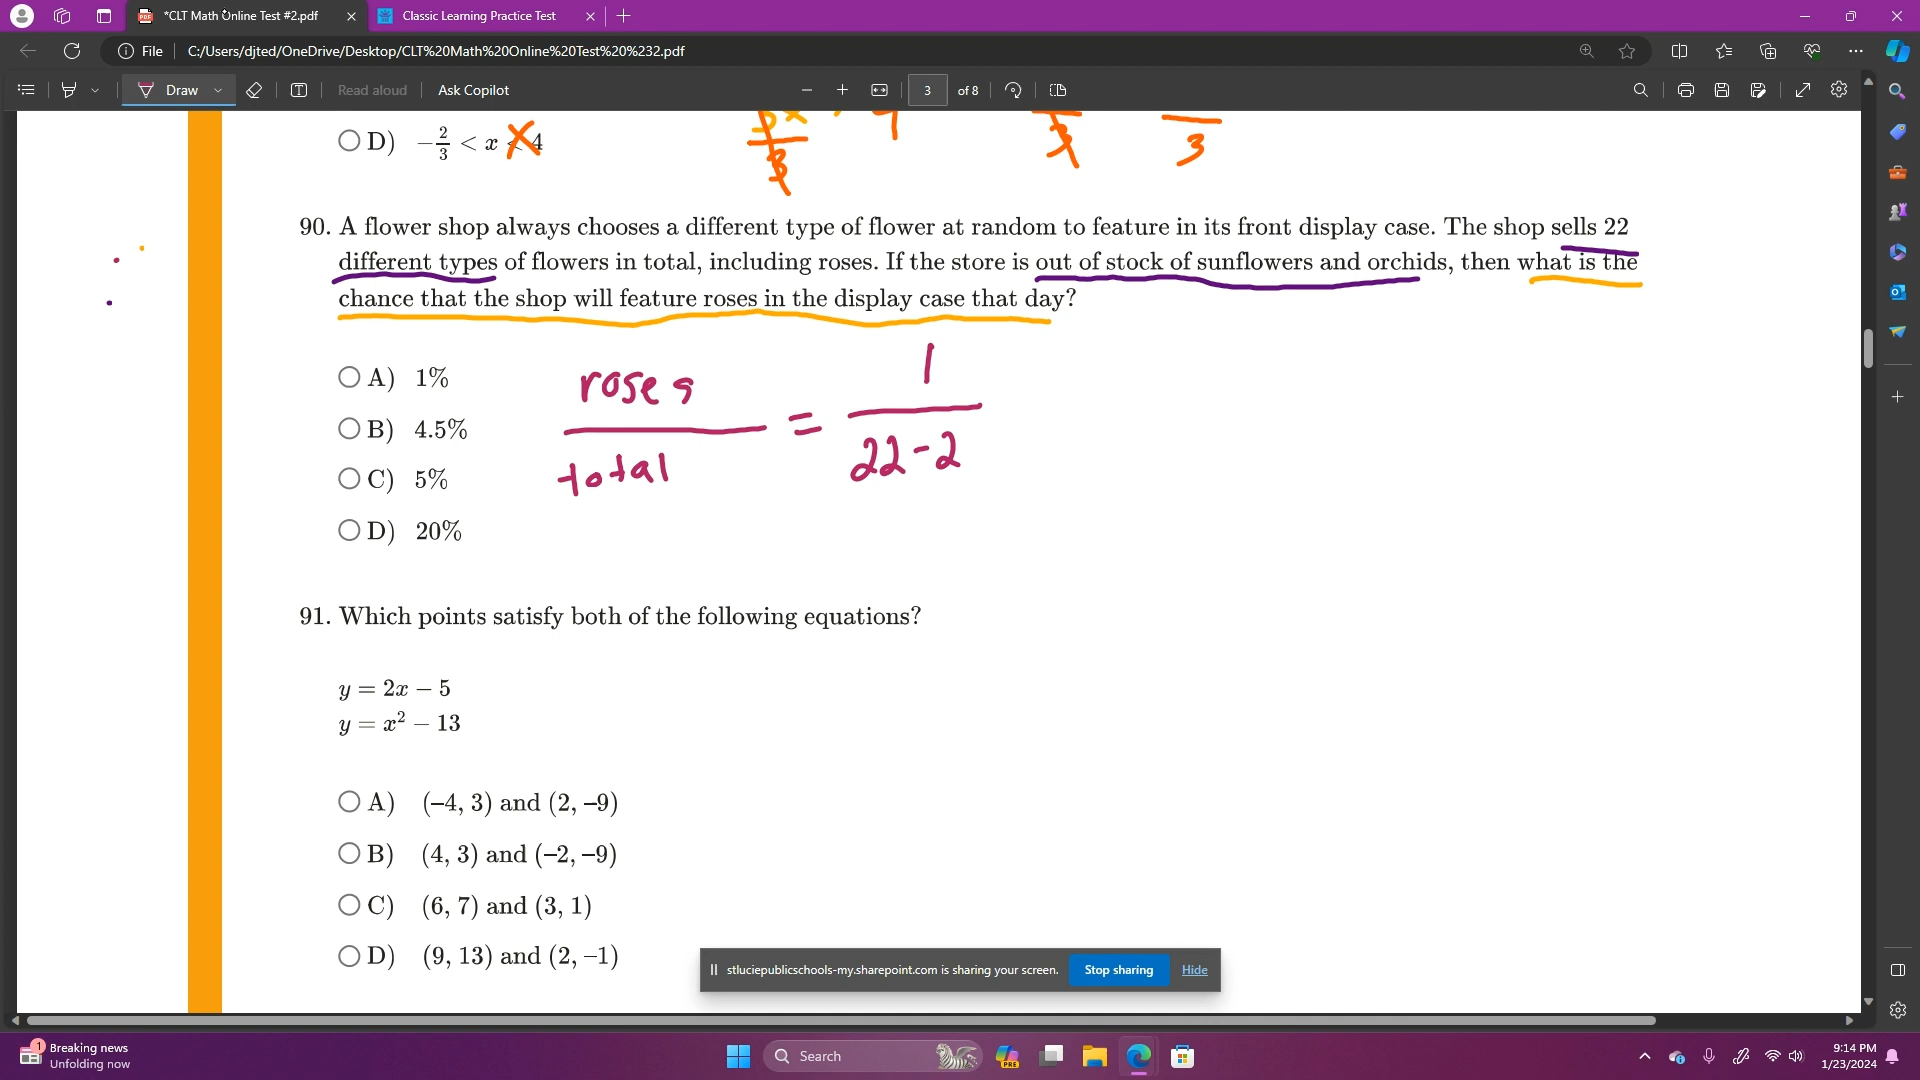 *CLT Math Online Test #2.pdf
Classic Learning Practice Test
File
C:/Users/djted/OneDrive/Desktop/CLT%20Math%20Online%20Test%20%232.pdf
Draw
Read aloud
Ask Copilot
3 of 8
D) −2/3 < x < 4
3
3
3
90. A flower shop always chooses a different type of flower at random to feature in its front display case. The shop sells 22
different types of flowers in total, including roses. If the store is out of stock of sunflowers and orchids, then what is the
chance that the shop will feature roses in the display case that day?
A) 1%
B) 4.5%
C) 5%
D) 20%
roses
total
=
1
22-2
91. Which points satisfy both of the following equations?
y = 2x − 5
y = x² − 13
A) (−4, 3) and (2, −9)
B) (4, 3) and (−2, −9)
C) (6, 7) and (3, 1)
D) (9, 13) and (2, −1)
stluciepublicschools-my.sharepoint.com is sharing your screen.
Stop sharing
Hide
1
Breaking news
Unfolding now
Search
PRE
9:14 PM
1/23/2024